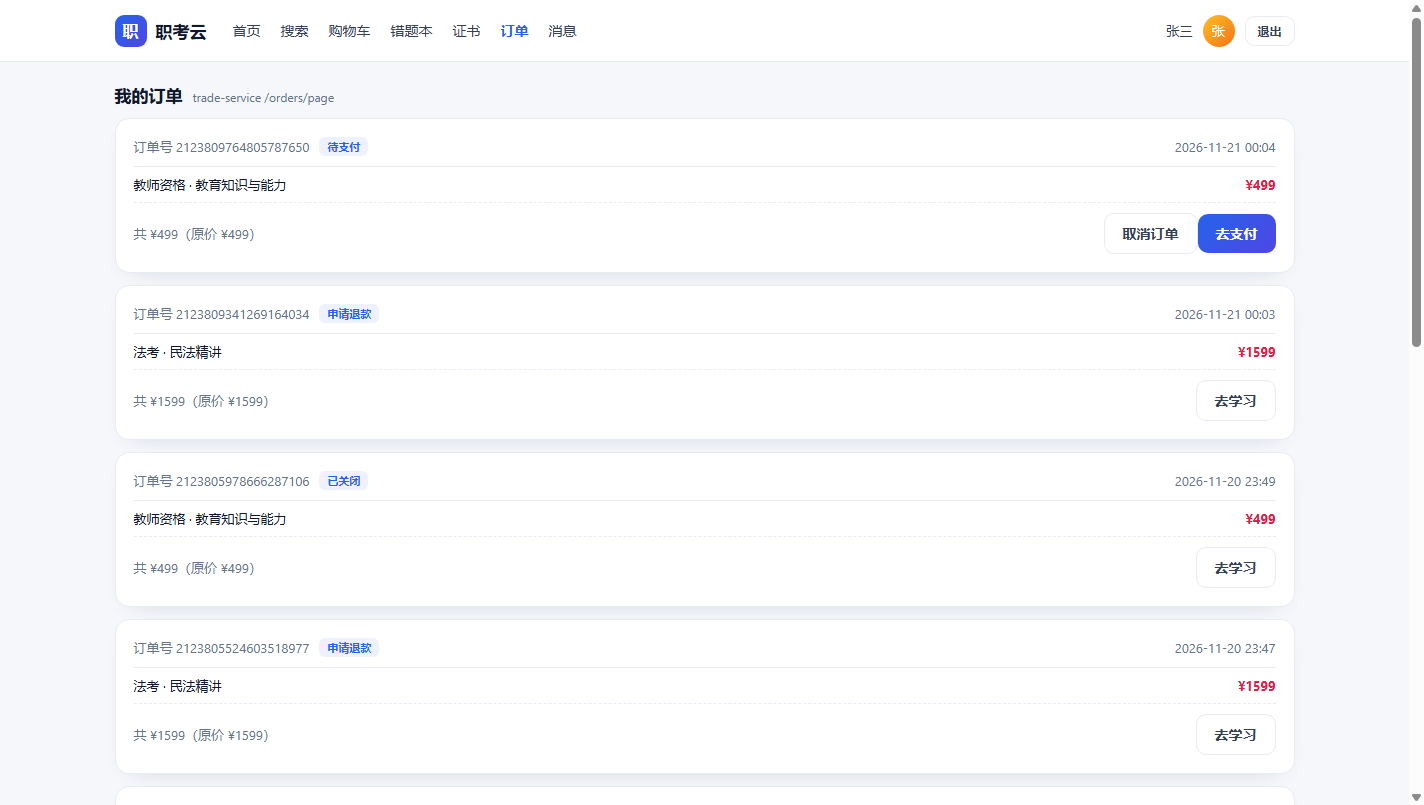 职 职考云 首页 搜索 购物车 错题本 证书 订单 消息 张三 张 退出
我的订单 trade-service /orders/page
订单号 2123809764805787650 待支付 2026-11-21 00:04
教师资格 · 教育知识与能力 ¥499
共 ¥499（原价 ¥499） 取消订单 去支付
订单号 2123809341269164034 申请退款 2026-11-21 00:03
法考 · 民法精讲 ¥1599
共 ¥1599（原价 ¥1599） 去学习
订单号 2123805978666287106 已关闭 2026-11-20 23:49
教师资格 · 教育知识与能力 ¥499
共 ¥499（原价 ¥499） 去学习
订单号 2123805524603518977 申请退款 2026-11-20 23:47
法考 · 民法精讲 ¥1599
共 ¥1599（原价 ¥1599） 去学习